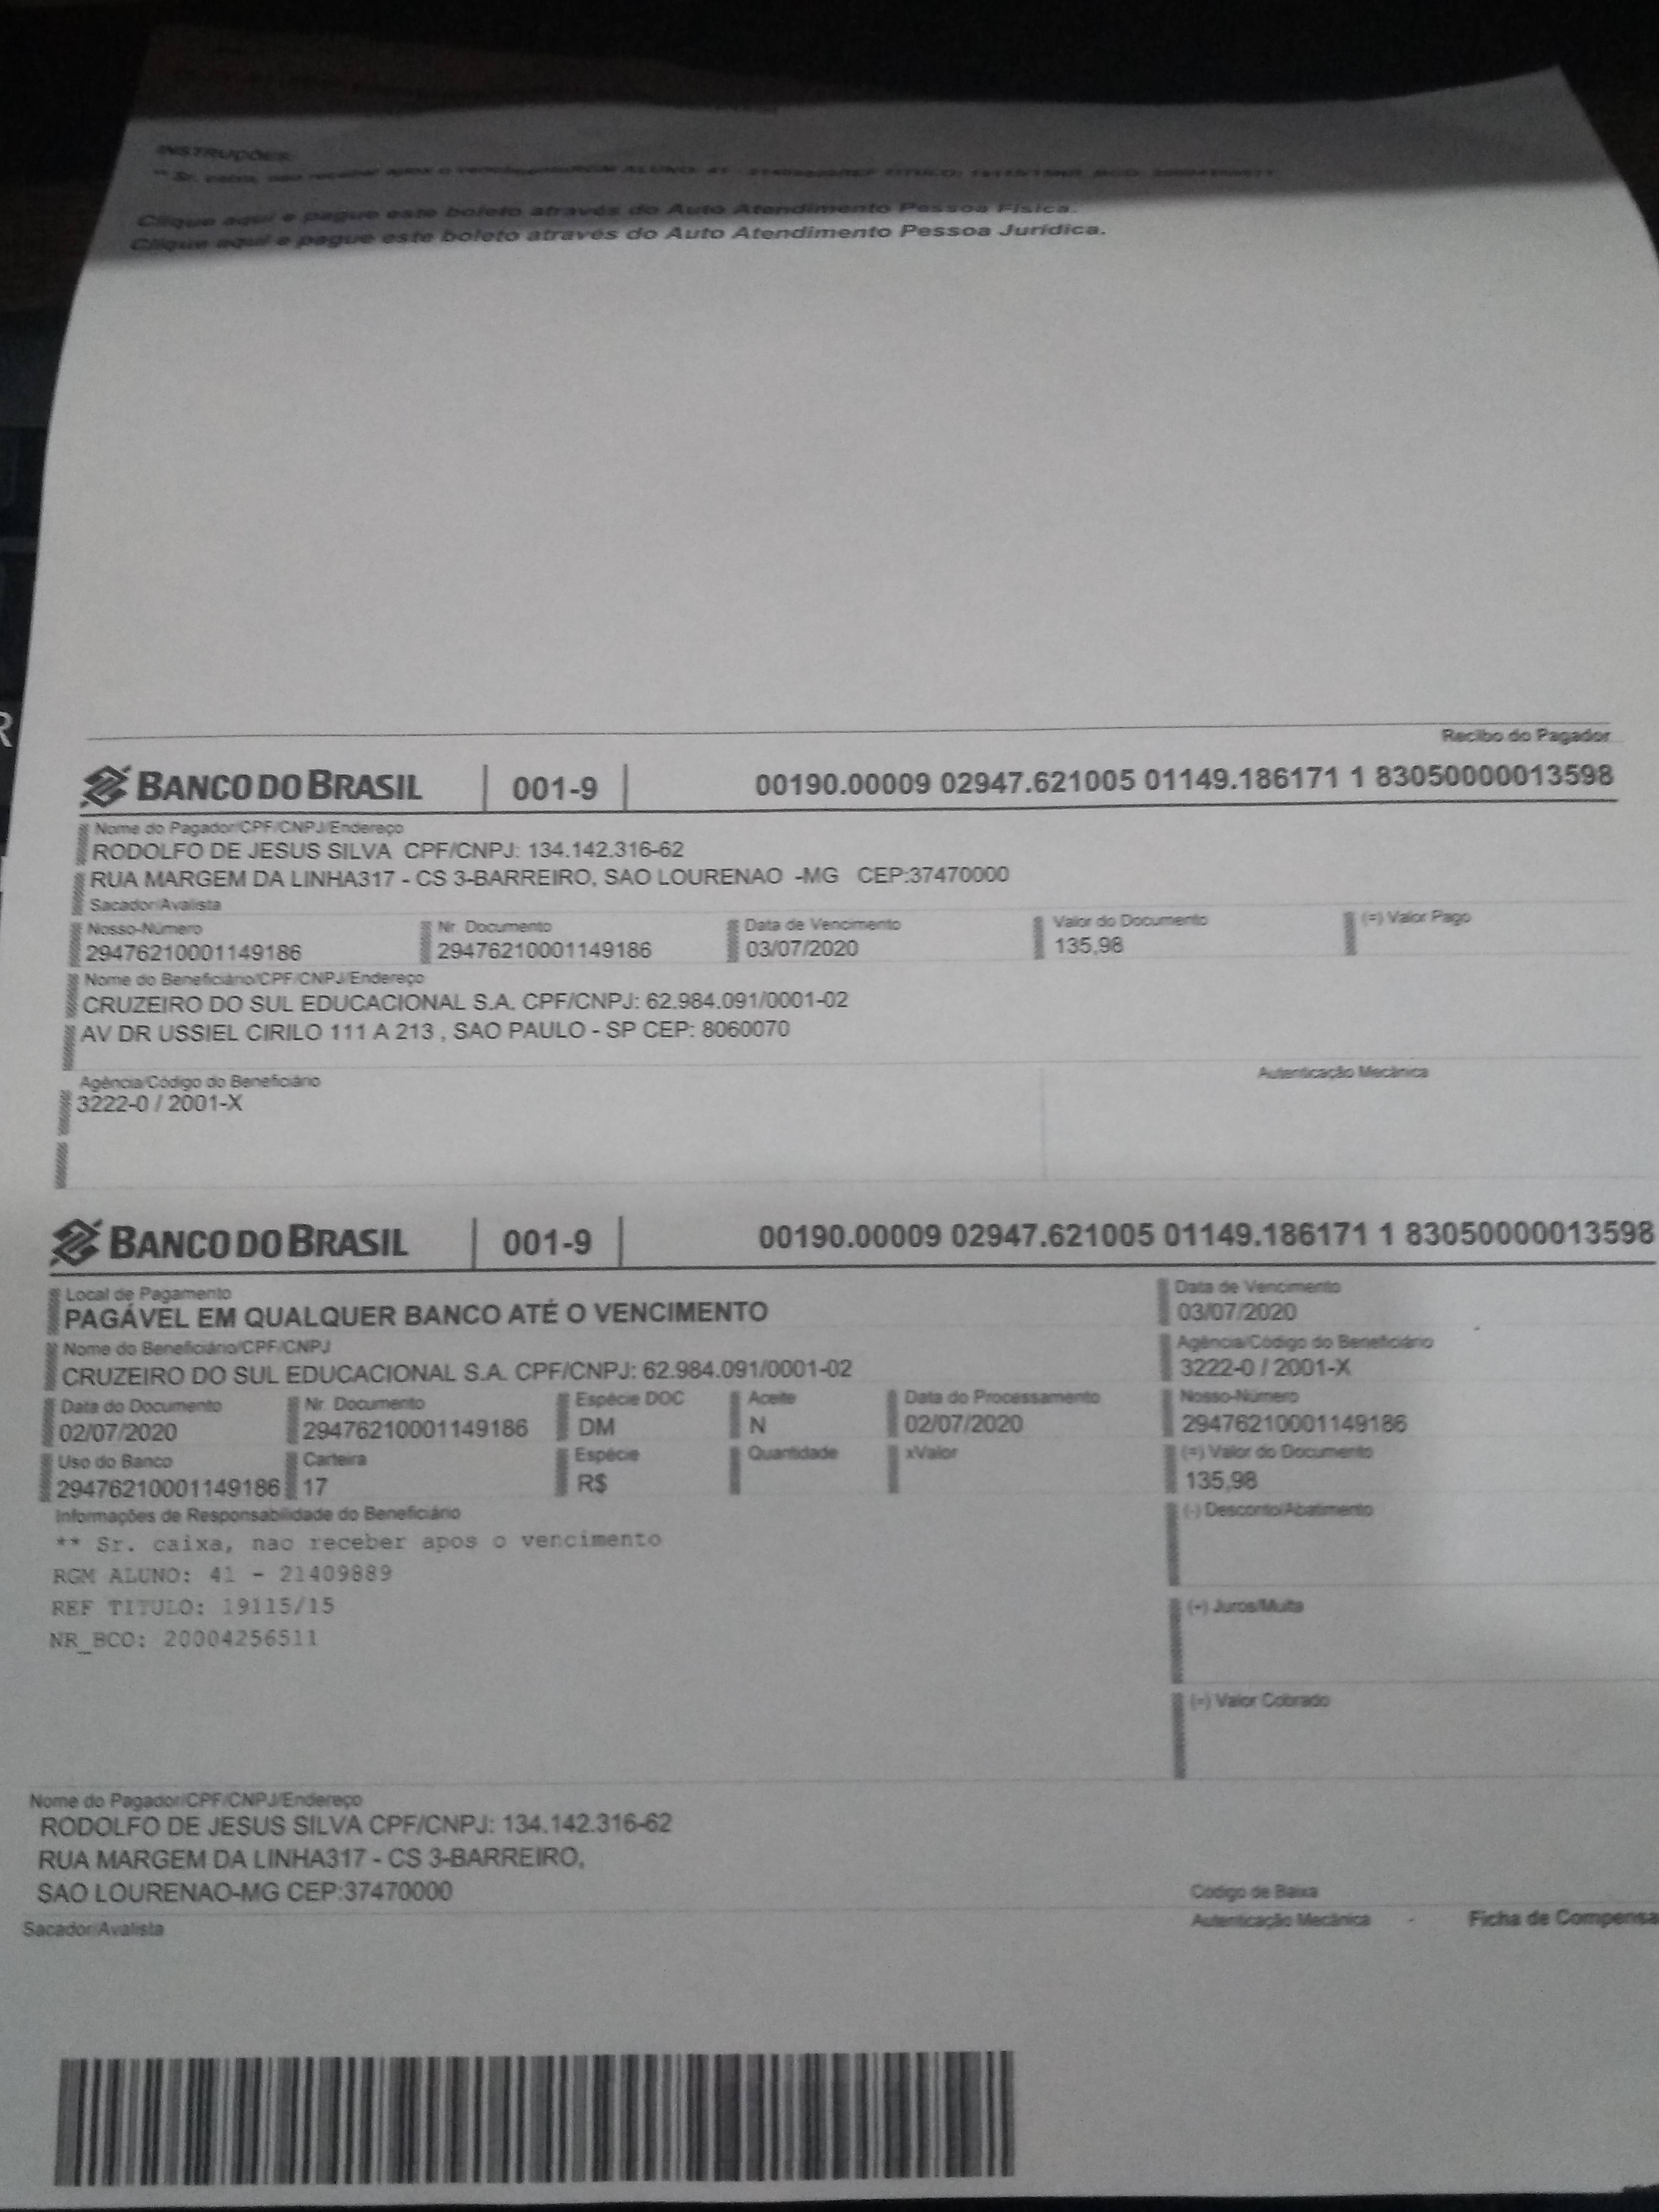 INSTRUÇÕES:
** Sr. caixa, nao receber apos o vencimento
Clique aqui e pague este boleto através do Auto Atendimento Pessoa Física.
Clique aqui e pague este boleto através do Auto Atendimento Pessoa Jurídica.
Recibo do Pagador
BANCO DO BRASIL 001-9 00190.00009 02947.621005 01149.186171 1 83050000013598
Nome do Pagador/CPF/CNPJ/Endereço
RODOLFO DE JESUS SILVA CPF/CNPJ: 134.142.316-62
RUA MARGEM DA LINHA317 - CS 3-BARREIRO, SAO LOURENAO -MG CEP:37470000
Sacador/Avalista
Nosso-Número Nr. Documento Data de Vencimento Valor do Documento (=) Valor Pago
29476210001149186 29476210001149186 03/07/2020 135,98
Nome do Beneficiário/CPF/CNPJ/Endereço
CRUZEIRO DO SUL EDUCACIONAL S.A. CPF/CNPJ: 62.984.091/0001-02
AV DR USSIEL CIRILO 111 A 213 , SAO PAULO - SP CEP: 8060070
Agência/Código do Beneficiário Autenticação Mecânica
3222-0 / 2001-X
BANCO DO BRASIL 001-9 00190.00009 02947.621005 01149.186171 1 83050000013598
Local de Pagamento Data de Vencimento
PAGÁVEL EM QUALQUER BANCO ATÉ O VENCIMENTO 03/07/2020
Nome do Beneficiário/CPF/CNPJ Agência/Código do Beneficiário
CRUZEIRO DO SUL EDUCACIONAL S.A. CPF/CNPJ: 62.984.091/0001-02 3222-0 / 2001-X
Data do Documento Nr. Documento Espécie DOC Aceite Data do Processamento Nosso-Número
02/07/2020 29476210001149186 DM N 02/07/2020 29476210001149186
Uso do Banco Carteira Espécie Quantidade xValor (=) Valor do Documento
29476210001149186 17 R$ 135,98
Informações de Responsabilidade do Beneficiário (-) Desconto/Abatimento
** Sr. caixa, nao receber apos o vencimento
RGM ALUNO: 41 - 21409889
REF TITULO: 19115/15 (+) Juros/Multa
NR_BCO: 20004256511
(=) Valor Cobrado
Nome do Pagador/CPF/CNPJ/Endereço
RODOLFO DE JESUS SILVA CPF/CNPJ: 134.142.316-62
RUA MARGEM DA LINHA317 - CS 3-BARREIRO,
SAO LOURENAO-MG CEP:37470000 Código de Baixa
Sacador/Avalista Autenticação Mecânica - Ficha de Compensa